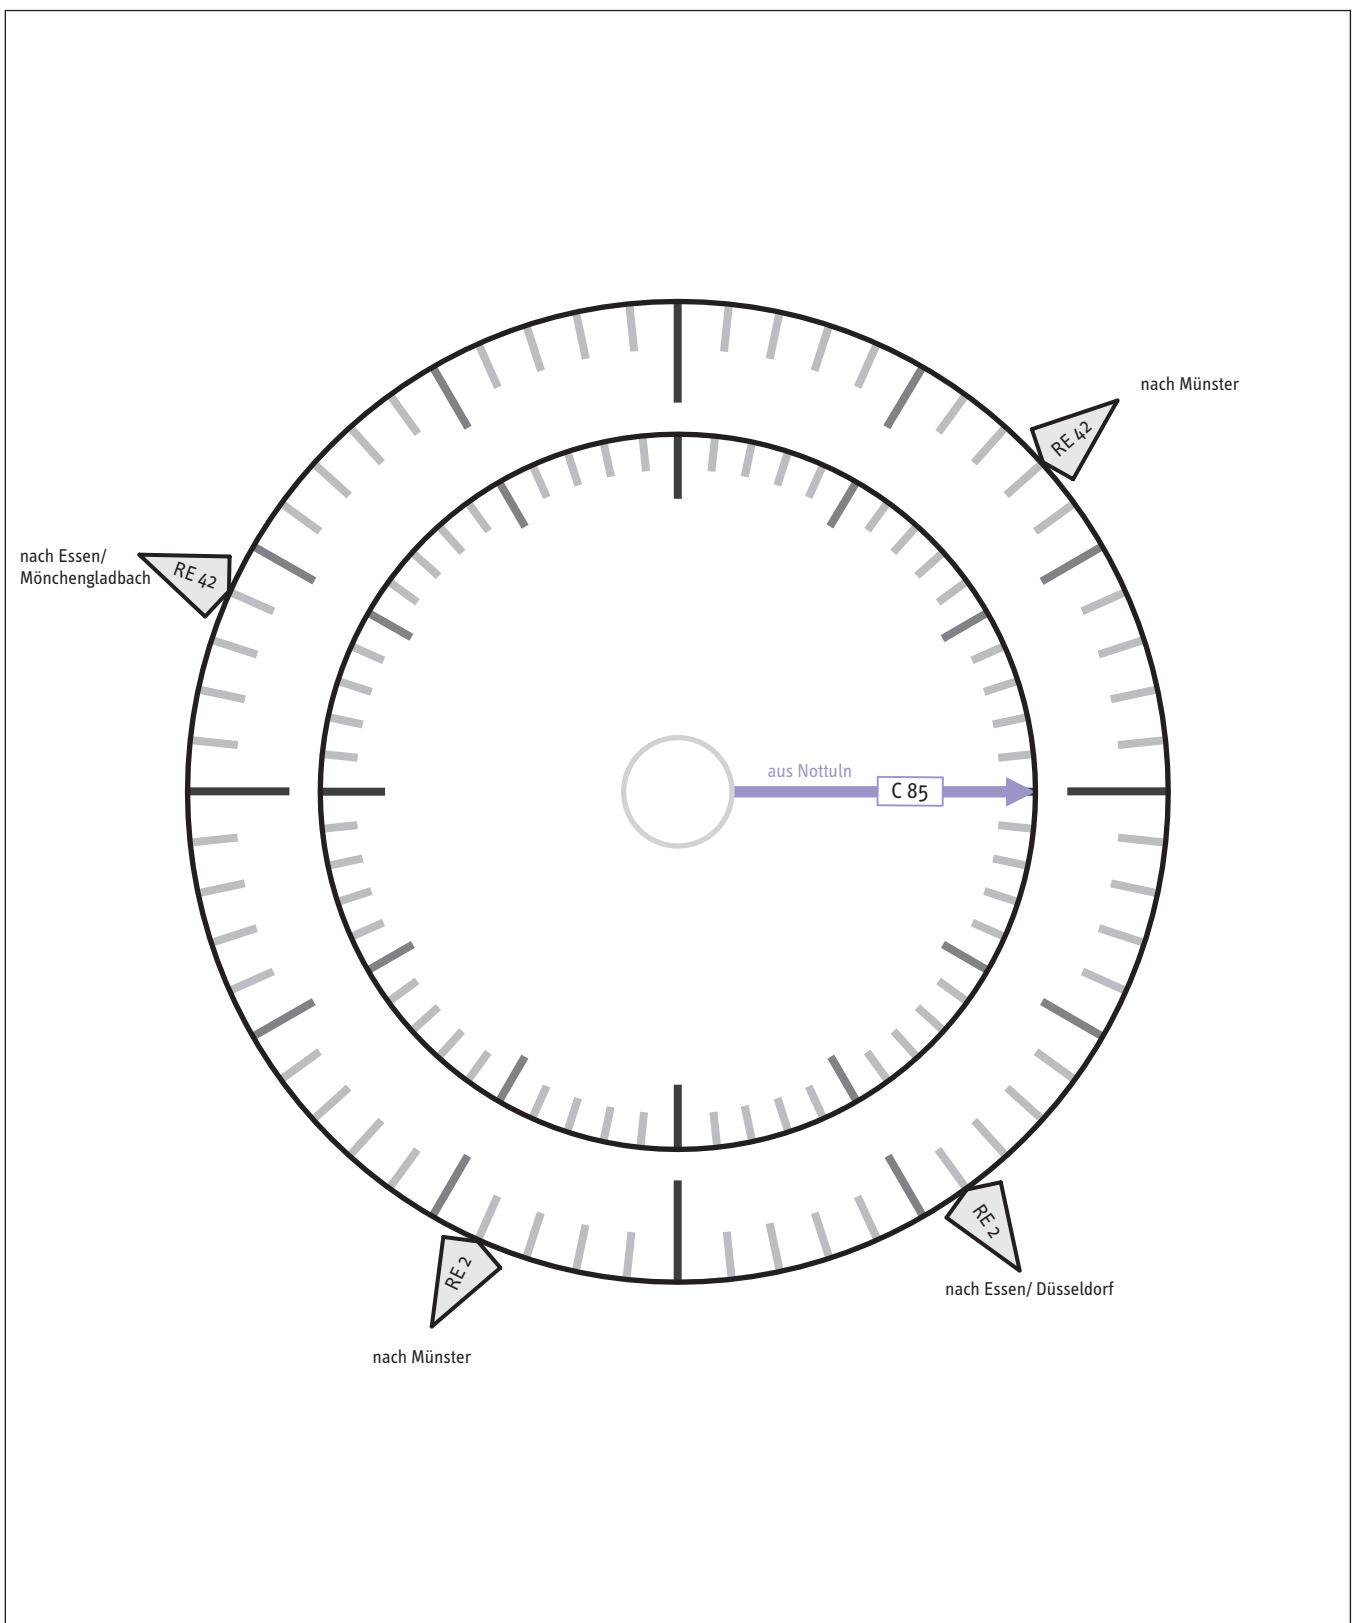 nach Münster
RE 42
nach Essen/
Mönchengladbach
RE 42
aus Nottuln
C 85
RE 2
nach Essen/ Düsseldorf
RE 2
nach Münster